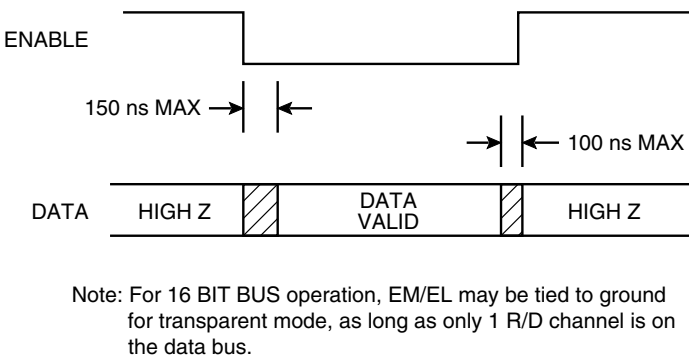 ENABLE
150 ns MAX
100 ns MAX
DATA
HIGH Z
DATA
VALID
HIGH Z
Note: For 16 BIT BUS operation, EM/EL may be tied to ground
for transparent mode, as long as only 1 R/D channel is on
the data bus.